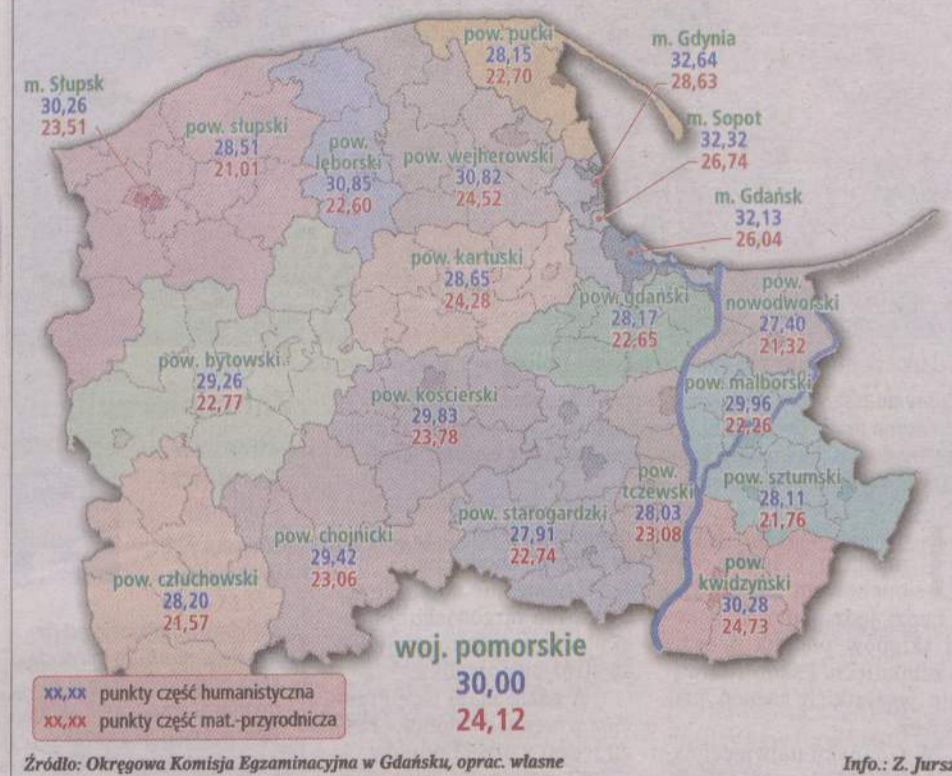 pow. pucki
28,15
22,70
m. Gdynia
32,64
28,63
m. Słupsk
30,26
23,51
pow. słupski
28,51
21,01
pow.
lęborski
30,85
22,60
pow. wejherowski
30,82
24,52
m. Sopot
32,32
26,74
m. Gdańsk
32,13
26,04
pow. kartuski
28,65
24,28
pow. gdański
28,17
22,65
pow.
nowodworski
27,40
21,32
pow. bytowski
29,26
22,77
pow. kościerski
29,83
23,78
pow. malborski
29,96
22,26
pow.
tczewski
28,03
23,08
pow. sztumski
28,11
21,76
pow. chojnicki
29,42
23,06
pow. starogardzki
27,91
22,74
pow. człuchowski
28,20
21,57
pow.
kwidzyński
30,28
24,73
woj. pomorskie
30,00
24,12
xx,xx punkty część humanistyczna
xx,xx punkty część mat.-przyrodnicza
Źródło: Okręgowa Komisja Egzaminacyjna w Gdańsku, oprac. własne
Info.: Z. Jurs